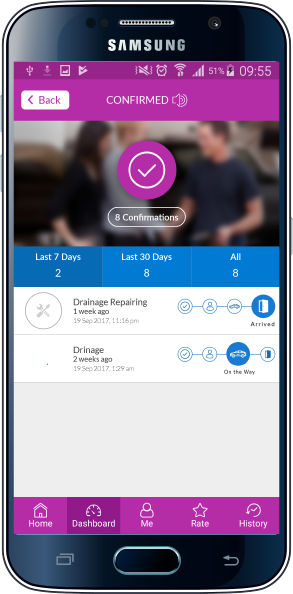 SAMSUNG
51% 09:55
Back CONFIRMED
8 Confirmations
Last 7 Days Last 30 Days All
2 8 8
Drainage Repairing
1 week ago
19 Sep 2017, 11:16 pm
Arrived
Drinage
2 weeks ago
19 Sep 2017, 1:29 am
On the Way
Home Dashboard Me Rate History